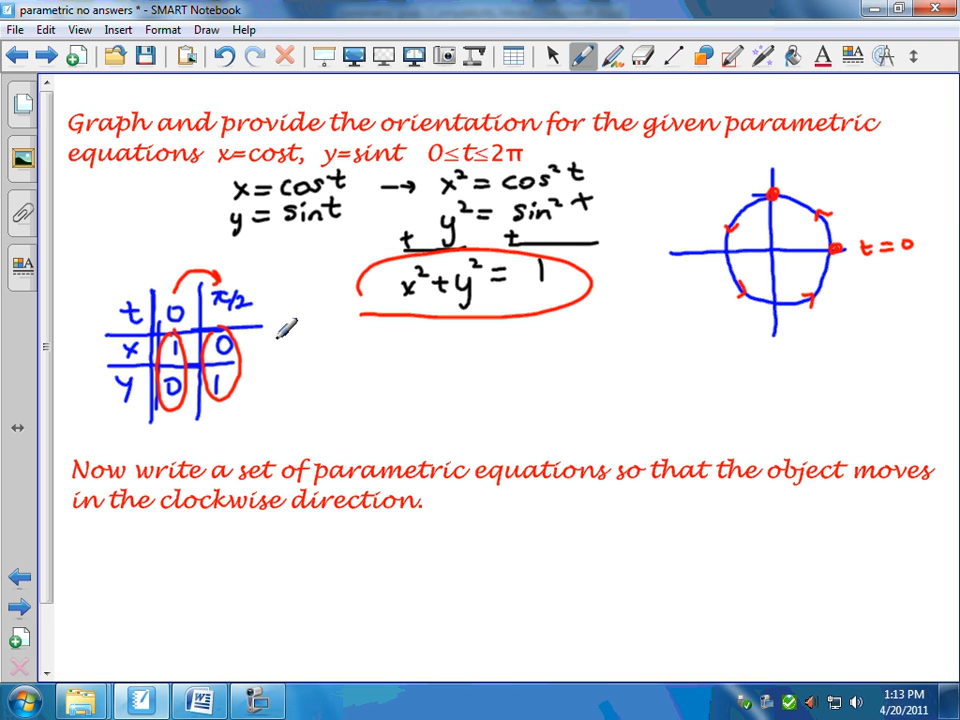 parametric no answers * - SMART Notebook
File Edit View Insert Format Draw Help
Graph and provide the orientation for the given parametric
equations x=cost, y=sint 0≤t≤2π
x = cost → x² = cos² t
y = sint y² = sin² t
+ +
x² + y² = 1
t = 0
t 0 π/2
x 1 0
y 0 1
Now write a set of parametric equations so that the object moves
in the clockwise direction.
1:13 PM
4/20/2011